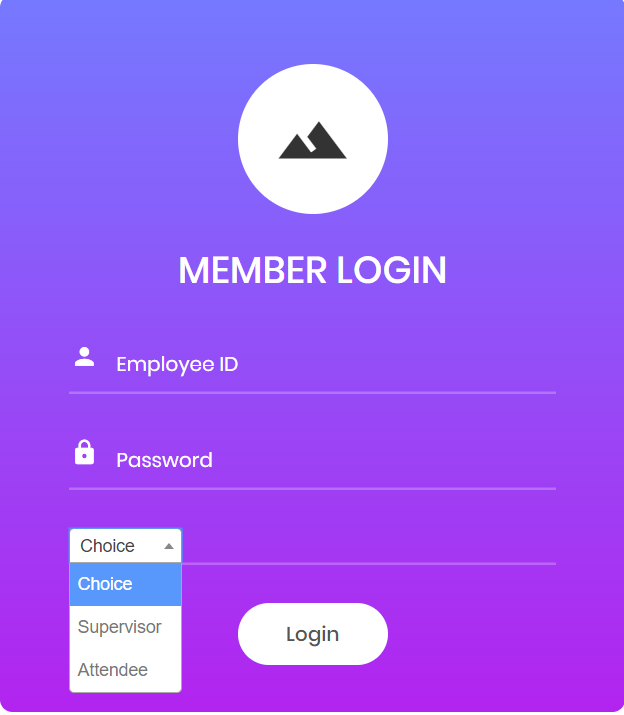 MEMBER LOGIN
Employee ID
Password
Choice
Choice
Supervisor
Attendee
Login